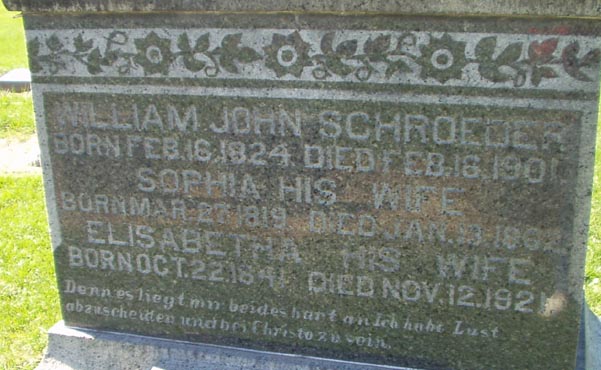 WILLIAM JOHN SCHROEDER
BORN FEB. 16, 1824 DIED FEB. 16, 1901
SOPHIA HIS WIFE
BORN MAR. 27, 1819 DIED JAN.
ELISABETHA HIS WIFE
BORN OCT. 22, 1841 DIED NOV. 12, 1921
Denn es liegt mir beides hart an Ich habe Lust
abzuscheiden und bei Christo zu sein.